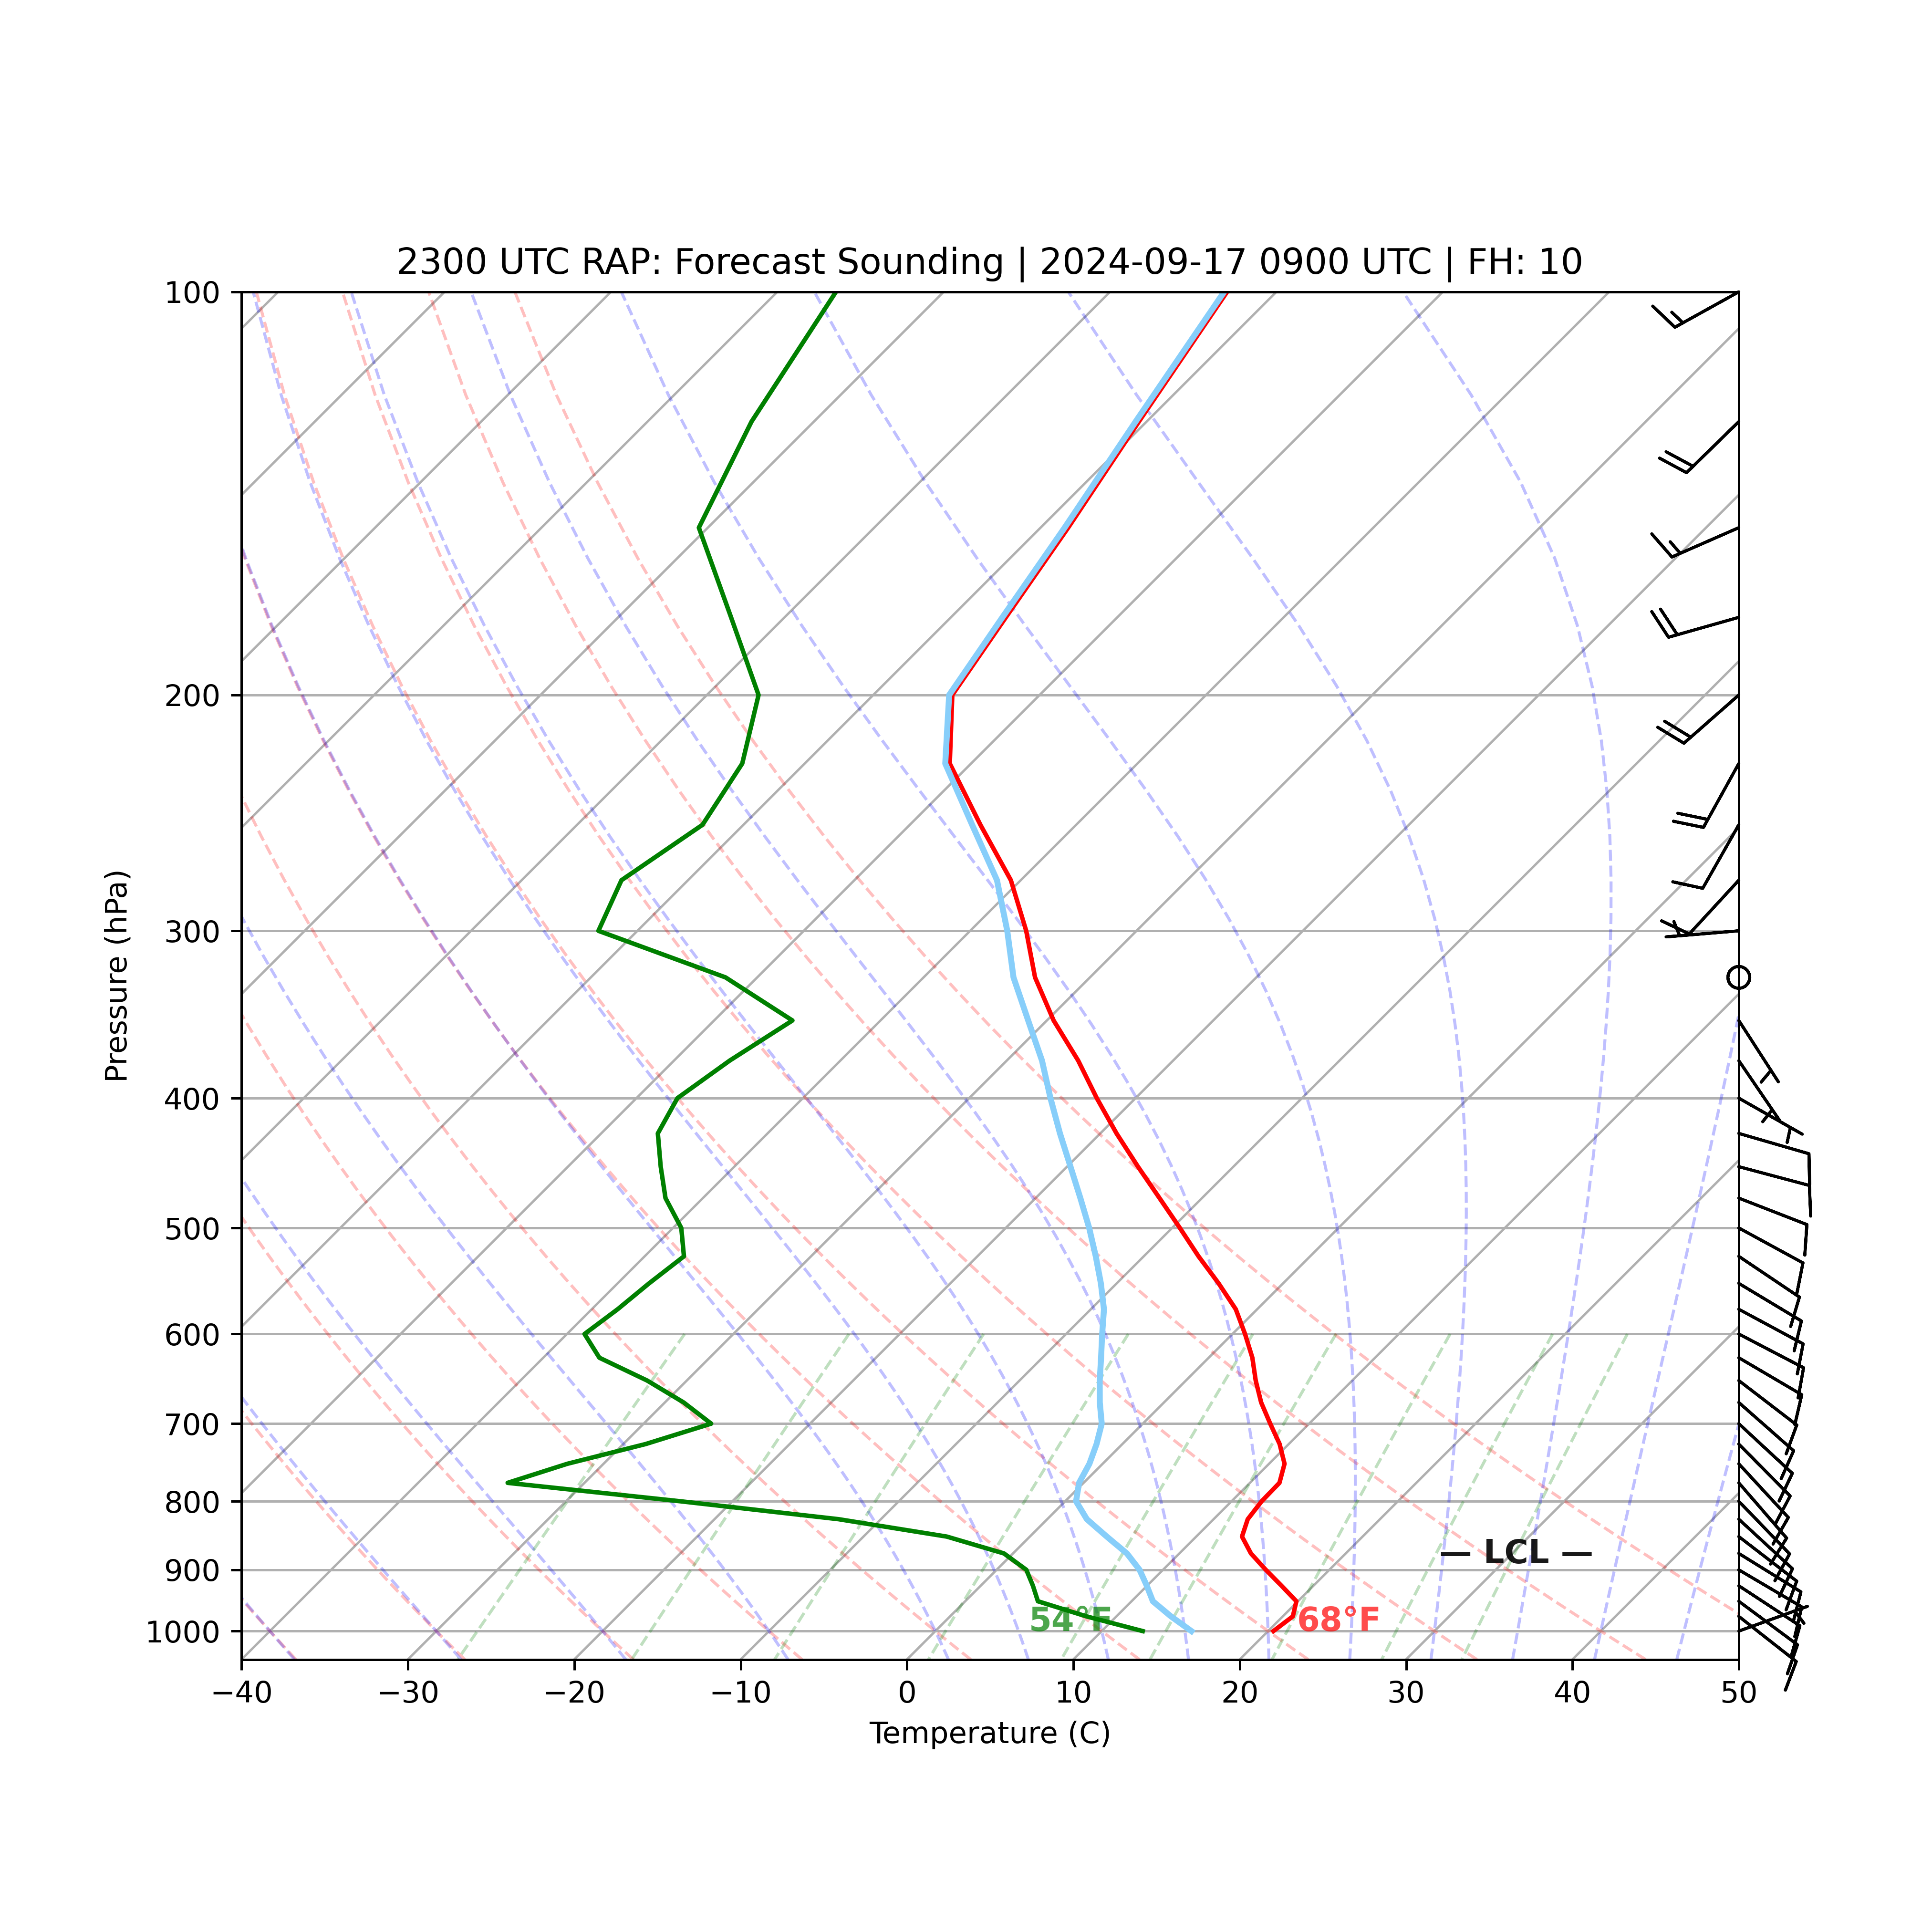 2300 UTC RAP: Forecast Sounding | 2024-09-17 0900 UTC | FH: 10
100
200
300
400
500
600
700
800
900
1000
Pressure (hPa)
— LCL —
54°F
68°F
−40 −30 −20 −10 0 10 20 30 40 50
Temperature (C)